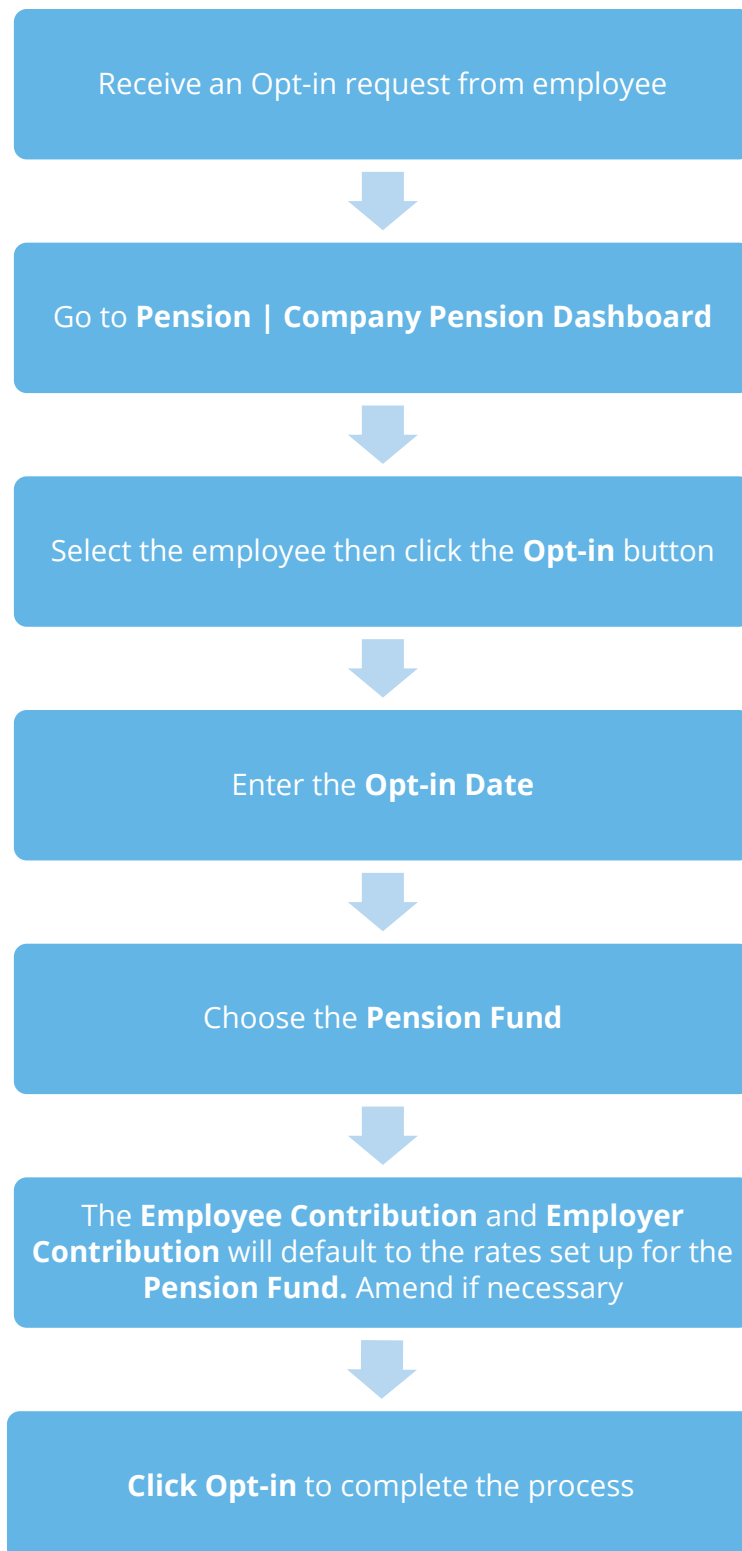 Receive an Opt-in request from employee
Go to Pension | Company Pension Dashboard
Select the employee then click the Opt-in button
Enter the Opt-in Date
Choose the Pension Fund
The Employee Contribution and Employer
Contribution will default to the rates set up for the
Pension Fund. Amend if necessary
Click Opt-in to complete the process